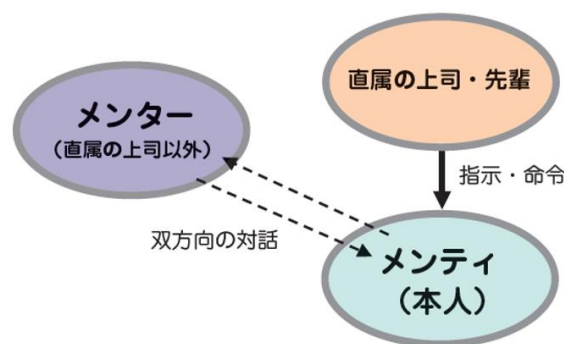 メンター
（直属の上司以外）
直属の上司・先輩
指示・命令
双方向の対話
メンティ
（本人）